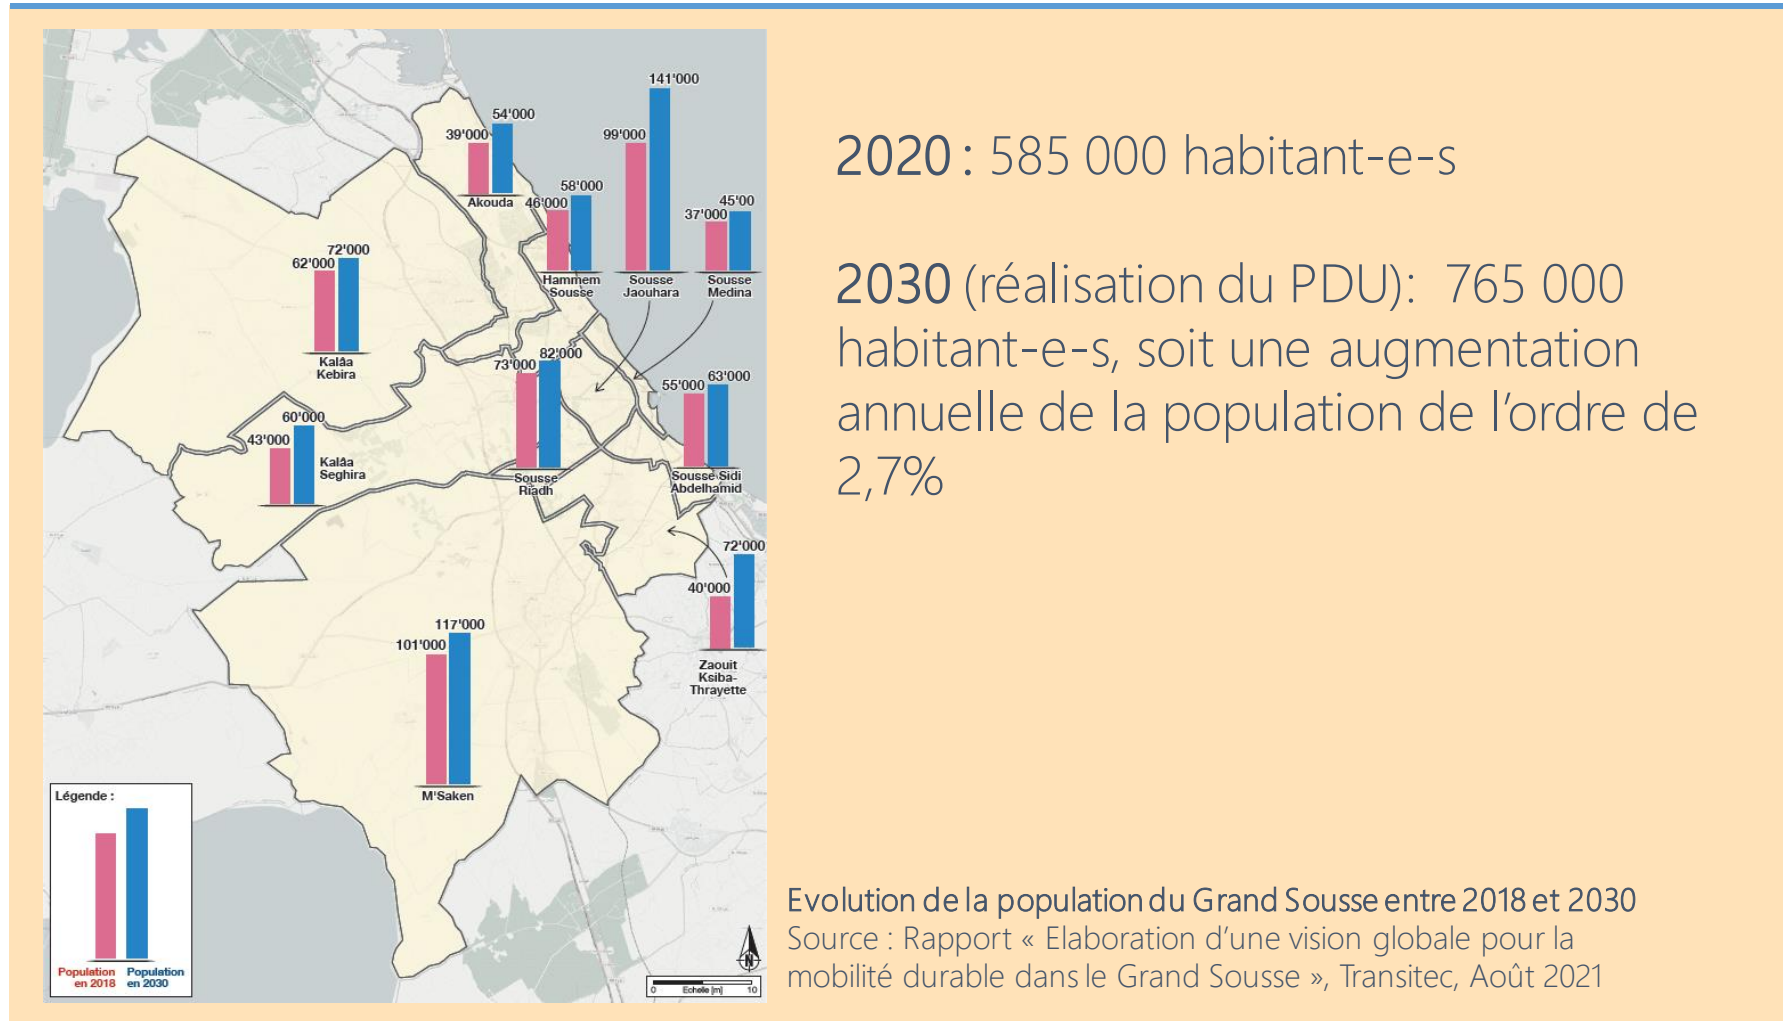 141'000
54'000
39'000
99'000
Akouda
58'000
46'000
45'00
37'000
Hammem
Sousse
Sousse
Jaouhara
Sousse
Medina
72'000
62'000
Kalâa
Kebira
82'000
73'000
Sousse
Riadh
63'000
55'000
Sousse Sidi
Abdelhamid
60'000
43'000
Kalâa
Seghira
72'000
40'000
Zaouit
Ksiba-
Thrayette
117'000
101'000
M'Saken
Légende :
Population
en 2018
Population
en 2030
N
0 Echelle [m] 10
2020 : 585 000 habitant-e-s
2030 (réalisation du PDU): 765 000
habitant-e-s, soit une augmentation
annuelle de la population de l’ordre de
2,7%
Evolution de la population du Grand Sousse entre 2018 et 2030
Source : Rapport « Elaboration d’une vision globale pour la
mobilité durable dans le Grand Sousse », Transitec, Août 2021